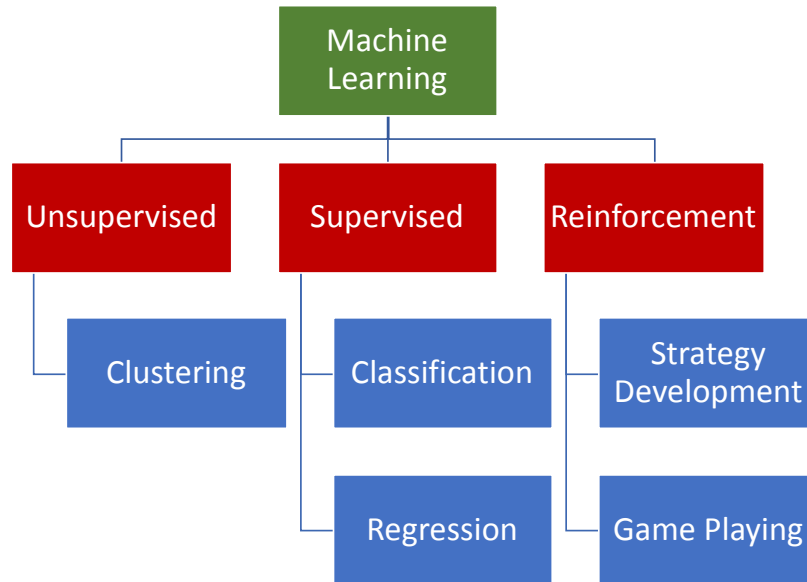 Machine
Learning
Unsupervised
Supervised
Reinforcement
Clustering
Classification
Strategy
Development
Regression
Game Playing